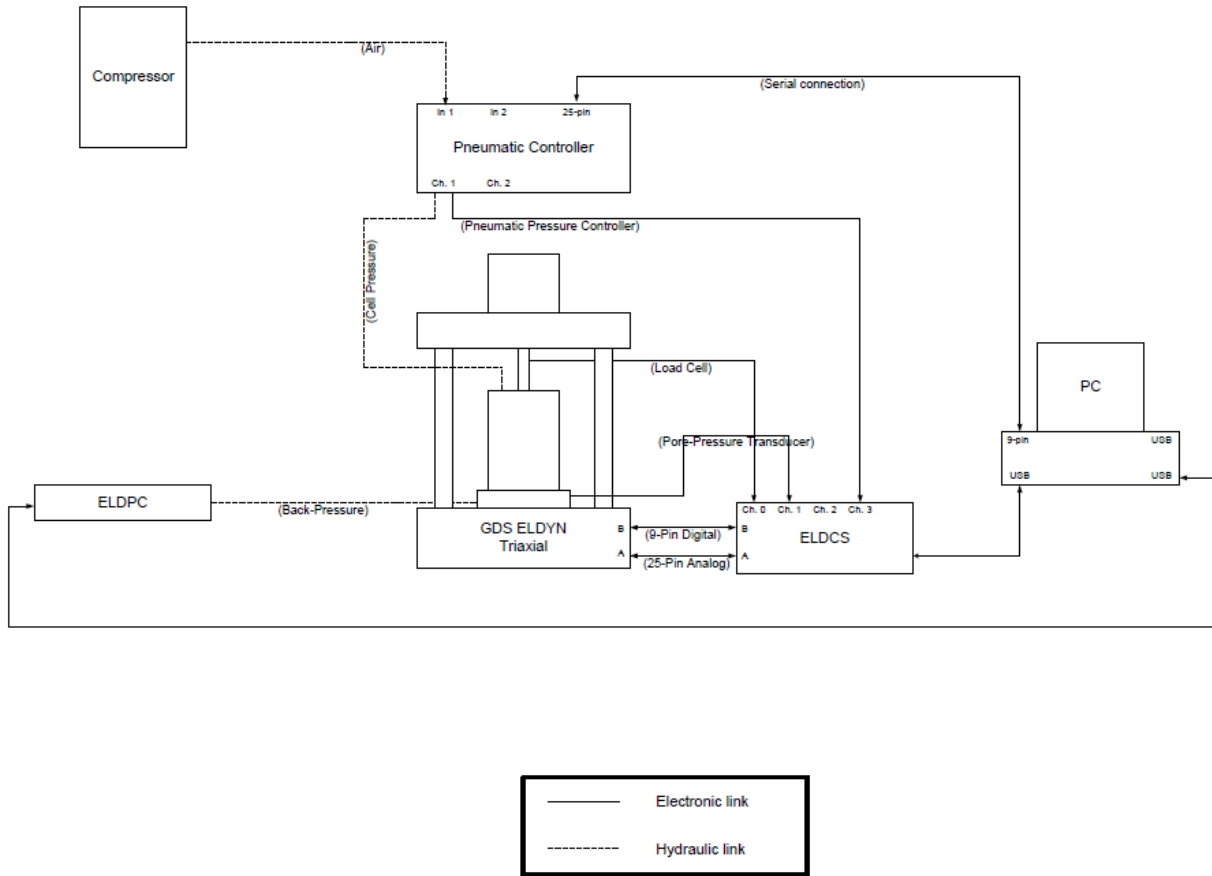 Compressor
(Air)
(Serial connection)
In 1 In 2 25-pin
Pneumatic Controller
Ch. 1 Ch. 2
(Pneumatic Pressure Controller)
(Cell Pressure)
(Load Cell)
PC
(Pore-Pressure Transducer)
9-pin USB
USB USB
ELDPC
(Back-Pressure)
GDS ELDYN
Triaxial
B
A
(9-Pin Digital)
(25-Pin Analog)
Ch. 0 Ch. 1 Ch. 2 Ch. 3
B
ELDCS
A
Electronic link
Hydraulic link